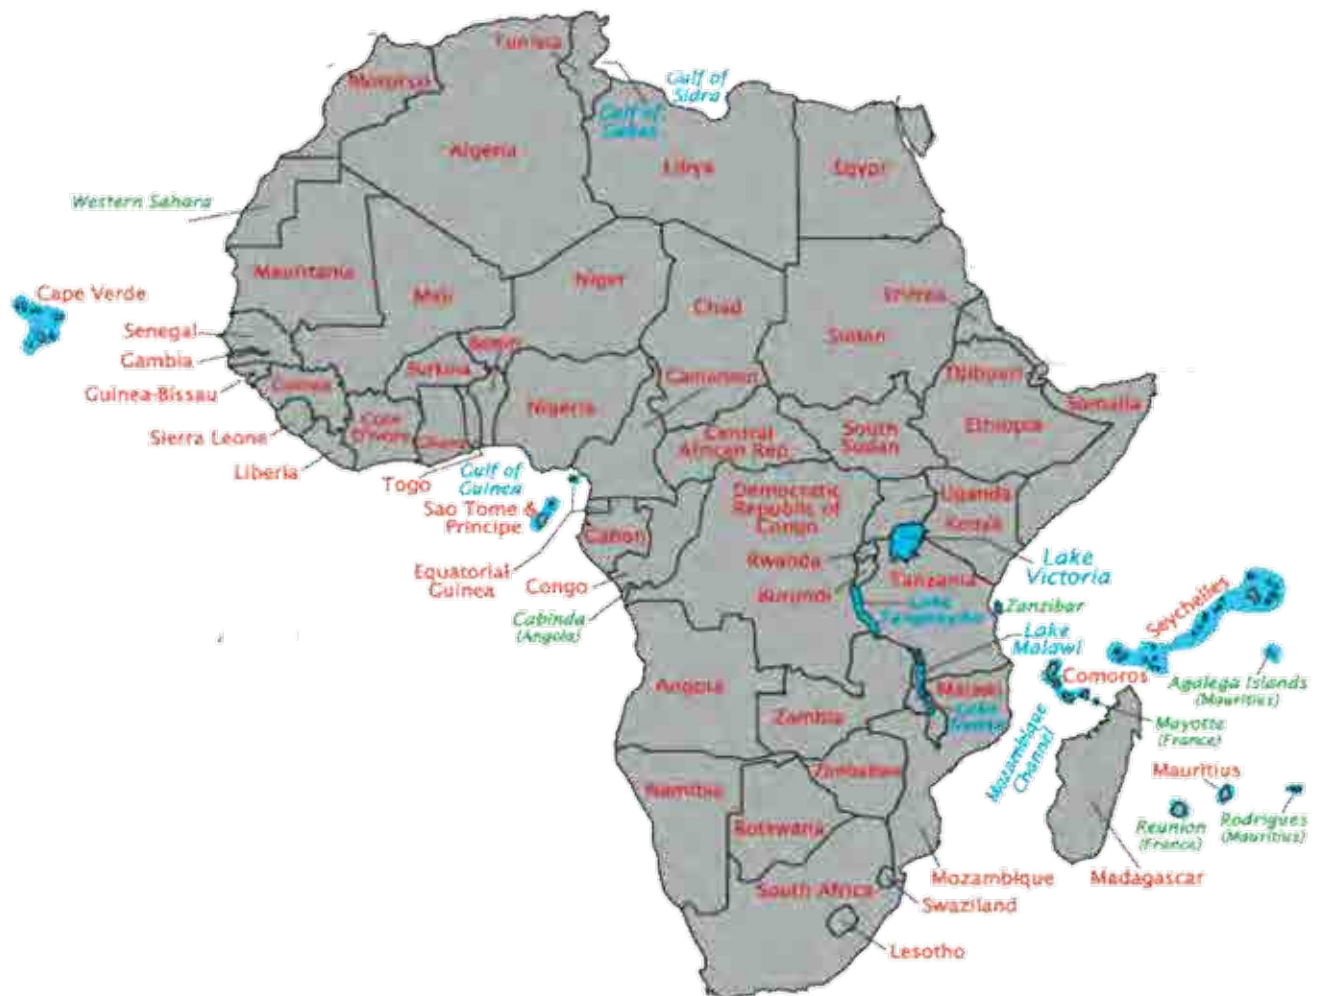 Tunisia
Gulf of
Sidra
Morocco
Gulf of
Gabes
Algeria
Libya
Egypt
Western Sahara
Mauritania
Mali
Niger
Chad
Sudan
Eritrea
Cape Verde
Senegal
Gambia
Guinea-Bissau
Guinea
Sierra Leone
Liberia
Cote
D'Ivore
Burkina
Ghana
Togo
Benin
Nigeria
Cameroon
Central
African Rep.
South
Sudan
Djibouti
Ethiopia
Somalia
Gulf of
Guinea
Sao Tome &
Principe
Equatorial
Guinea
Gabon
Congo
Cabinda
(Angola)
Democratic
Republic of
Congo
Uganda
Kenya
Rwanda
Burundi
Tanzania
Lake
Victoria
Lake
Tanganyika
Zanzibar
Lake
Malawi
Seychelles
Comoros
Agalega Islands
(Mauritius)
Mayotte
(France)
Angola
Zambia
Malawi
Lake
Mozambique
Channel
Mauritius
Reunion
(France)
Rodrigues
(Mauritius)
Namibia
Zimbabwe
Botswana
Mozambique
Madagascar
South Africa
Swaziland
Lesotho